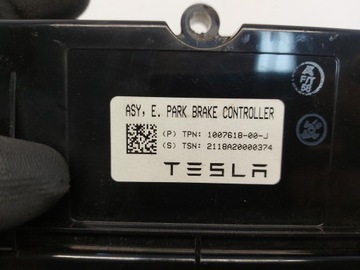 ASY, E. PARK BRAKE CONTROLLER
(P) TPN: 1007618-00-J
(S) TSN: 2118A20000374
TESLA